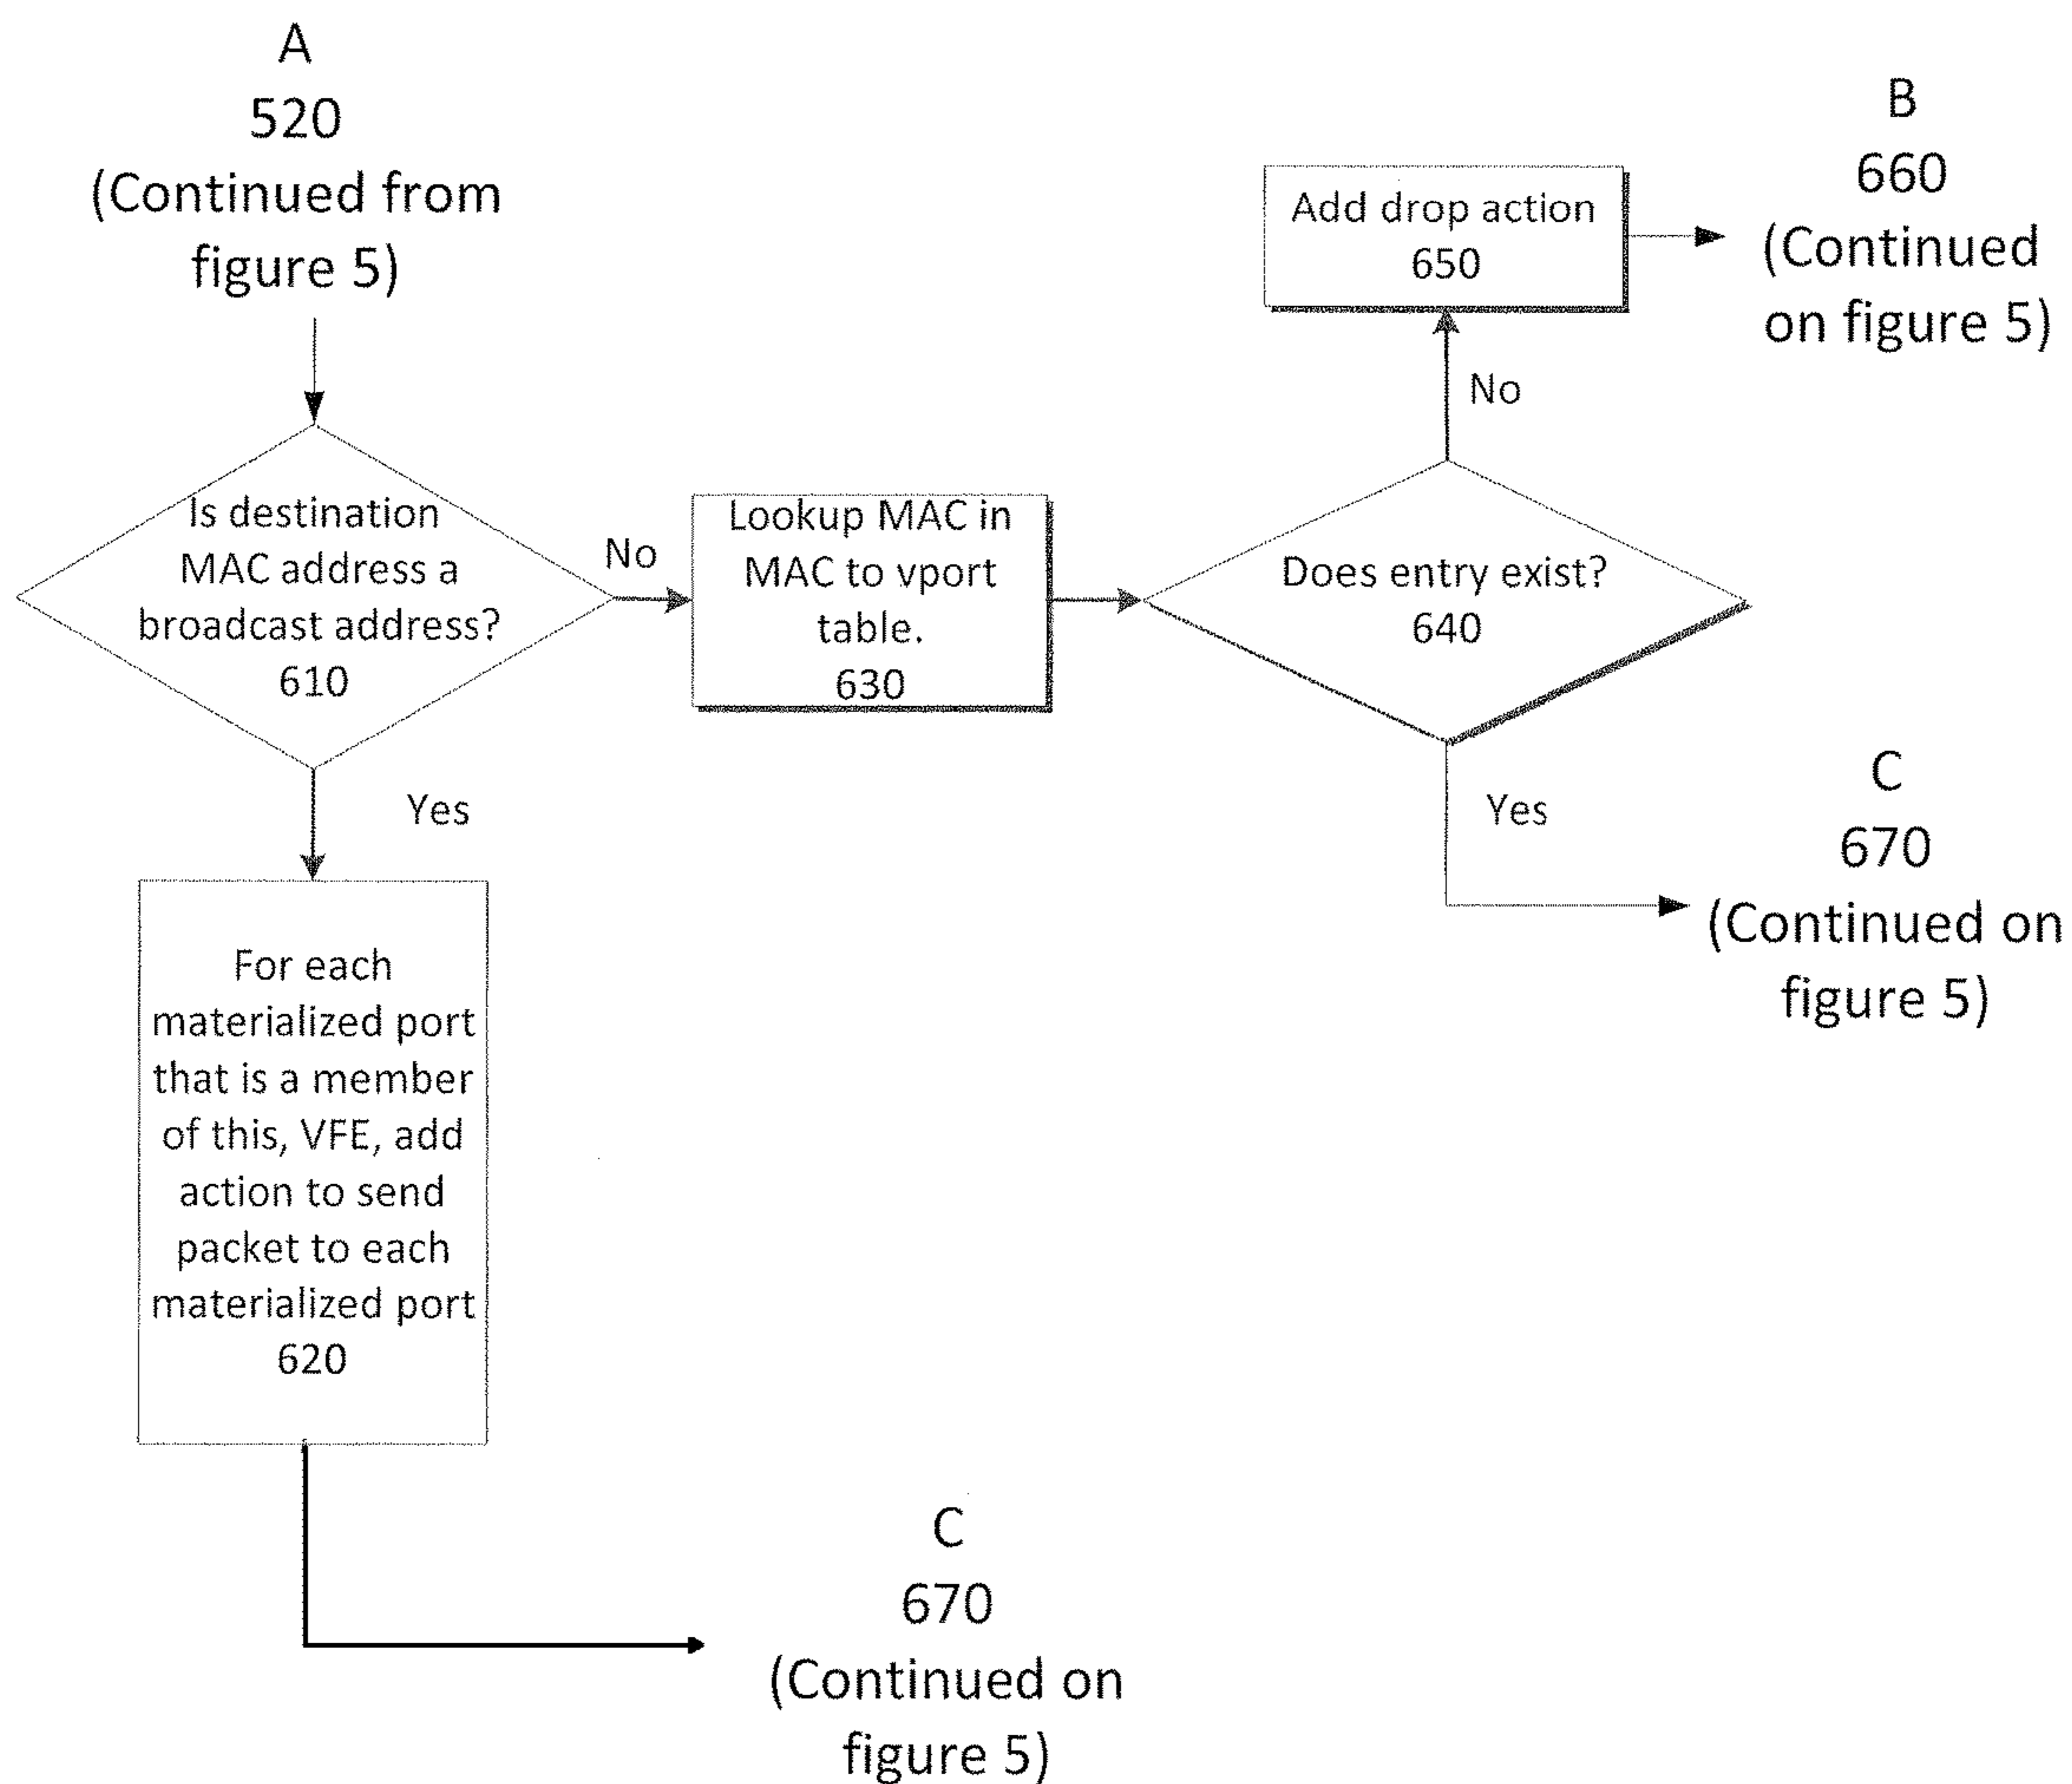 A
520
(Continued from
figure 5)
Is destination
MAC address a
broadcast address?
610
No
Lookup MAC in
MAC to vport
table.
630
Does entry exist?
640
No
Add drop action
650
B
660
(Continued
on figure 5)
Yes
C
670
(Continued on
figure 5)
Yes
For each
materialized port
that is a member
of this, VFE, add
action to send
packet to each
materialized port
620
C
670
(Continued on
figure 5)